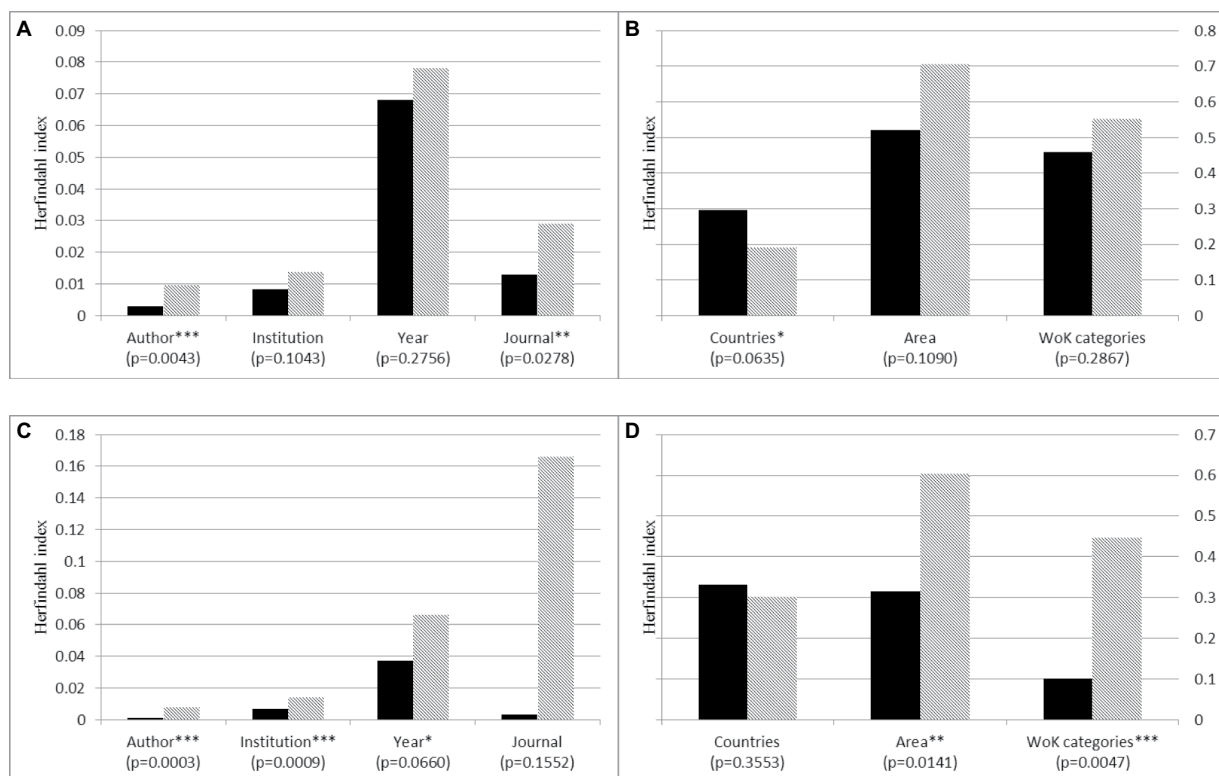 A
Herfindahl index
0.09
0.08
0.07
0.06
0.05
0.04
0.03
0.02
0.01
0
Author*** Institution Year Journal**
(p=0.0043) (p=0.1043) (p=0.2756) (p=0.0278)
B
Herfindahl index
0.8
0.7
0.6
0.5
0.4
0.3
0.2
0.1
0
Countries* Area WoK categories
(p=0.0635) (p=0.1090) (p=0.2867)
C
Herfindahl index
0.18
0.16
0.14
0.12
0.1
0.08
0.06
0.04
0.02
0
Author*** Institution*** Year* Journal
(p=0.0003) (p=0.0009) (p=0.0660) (p=0.1552)
D
Herfindahl index
0.7
0.6
0.5
0.4
0.3
0.2
0.1
0
Countries Area** WoK categories***
(p=0.3553) (p=0.0141) (p=0.0047)